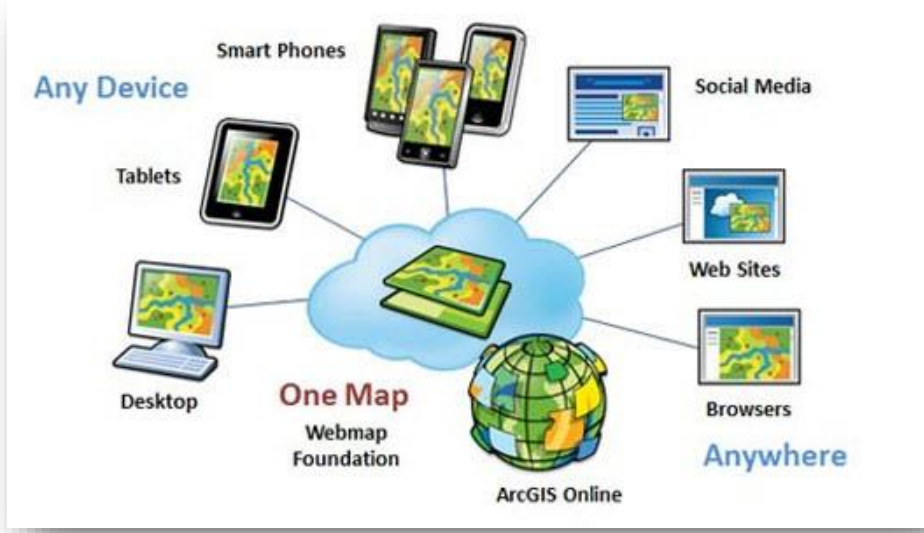 Smart Phones
Any Device
Social Media
Tablets
Web Sites
Desktop
One Map
Webmap
Foundation
Browsers
Anywhere
ArcGIS Online